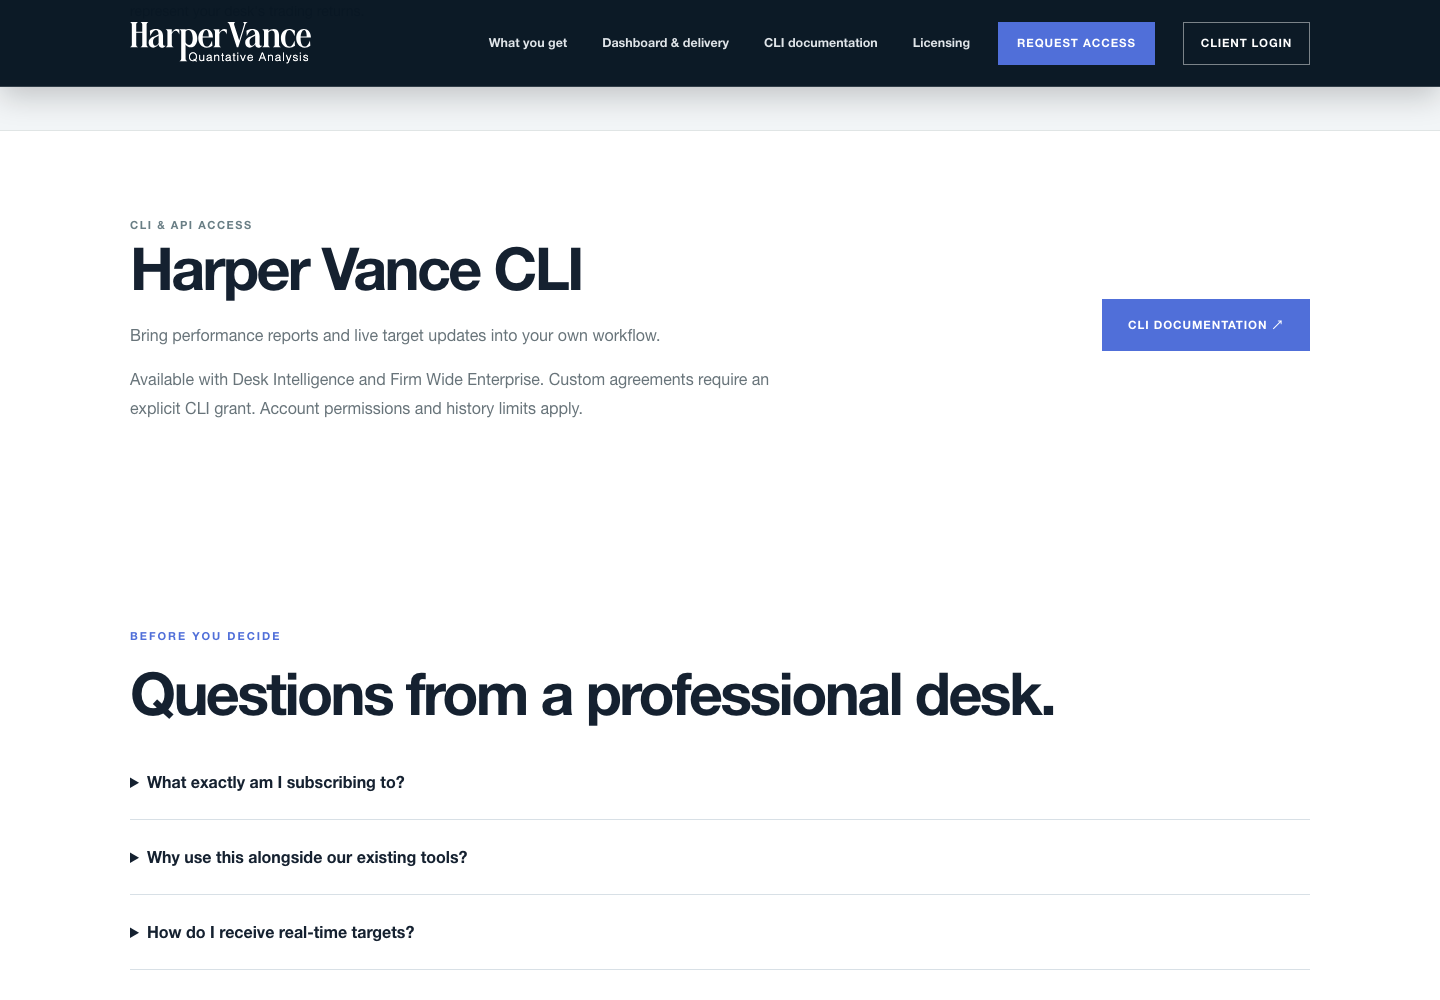 HarperVance
Quantative Analysis
What you get
Dashboard & delivery
CLI documentation
Licensing
REQUEST ACCESS
CLIENT LOGIN
CLI & API ACCESS
Harper Vance CLI
Bring performance reports and live target updates into your own workflow.
Available with Desk Intelligence and Firm Wide Enterprise. Custom agreements require an
explicit CLI grant. Account permissions and history limits apply.
CLI DOCUMENTATION ↗
BEFORE YOU DECIDE
Questions from a professional desk.
▶ What exactly am I subscribing to?
▶ Why use this alongside our existing tools?
▶ How do I receive real-time targets?